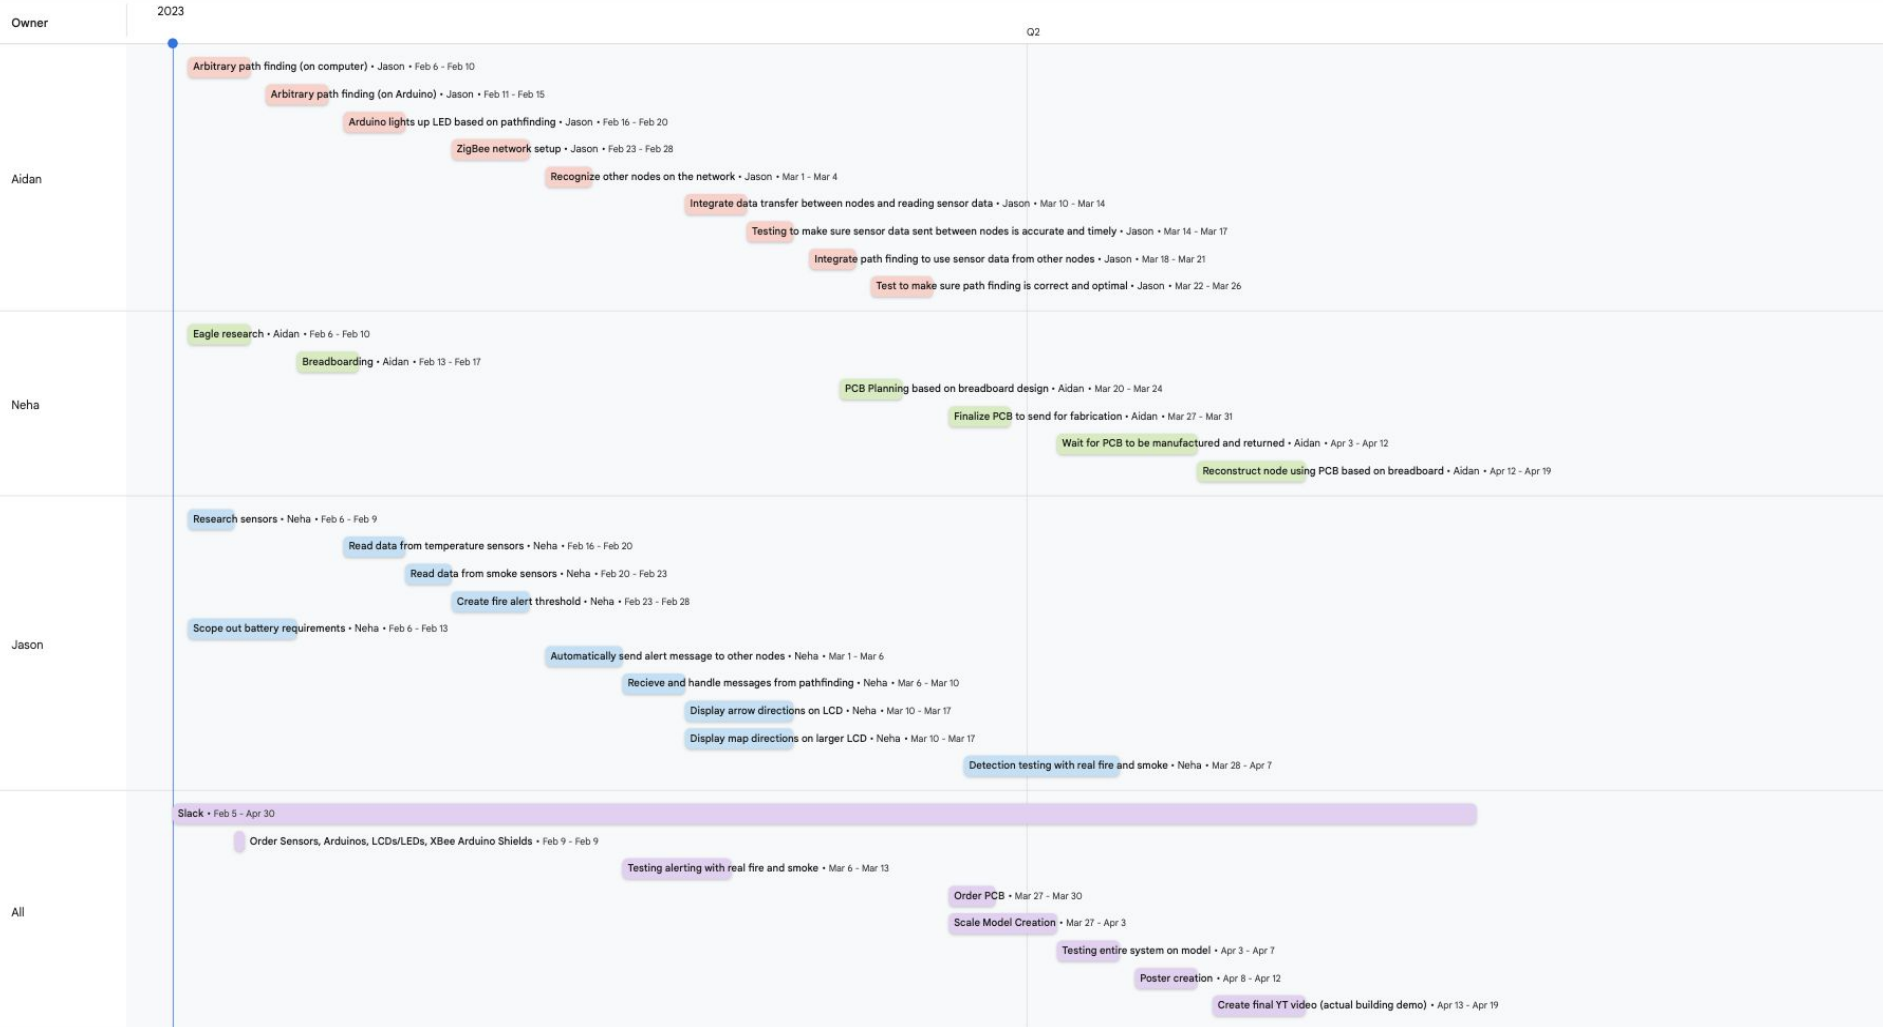 2023
Owner
Q2
Aidan
Arbitrary path finding (on computer) • Jason • Feb 6 - Feb 10
Arbitrary path finding (on Arduino) • Jason • Feb 11 - Feb 15
Arduino lights up LED based on pathfinding • Jason • Feb 16 - Feb 20
ZigBee network setup • Jason • Feb 23 - Feb 28
Recognize other nodes on the network • Jason • Mar 1 - Mar 4
Integrate data transfer between nodes and reading sensor data • Jason • Mar 10 - Mar 14
Testing to make sure sensor data sent between nodes is accurate and timely • Jason • Mar 14 - Mar 17
Integrate path finding to use sensor data from other nodes • Jason • Mar 18 - Mar 21
Test to make sure path finding is correct and optimal • Jason • Mar 22 - Mar 26
Neha
Eagle research • Aidan • Feb 6 - Feb 10
Breadboarding • Aidan • Feb 13 - Feb 17
PCB Planning based on breadboard design • Aidan • Mar 20 - Mar 24
Finalize PCB to send for fabrication • Aidan • Mar 27 - Mar 31
Wait for PCB to be manufactured and returned • Aidan • Apr 3 - Apr 12
Reconstruct node using PCB based on breadboard • Aidan • Apr 12 - Apr 19
Jason
Research sensors • Neha • Feb 6 - Feb 9
Read data from temperature sensors • Neha • Feb 16 - Feb 20
Read data from smoke sensors • Neha • Feb 20 - Feb 23
Create fire alert threshold • Neha • Feb 23 - Feb 28
Scope out battery requirements • Neha • Feb 6 - Feb 13
Automatically send alert message to other nodes • Neha • Mar 1 - Mar 6
Recieve and handle messages from pathfinding • Neha • Mar 6 - Mar 10
Display arrow directions on LCD • Neha • Mar 10 - Mar 17
Display map directions on larger LCD • Neha • Mar 10 - Mar 17
Detection testing with real fire and smoke • Neha • Mar 28 - Apr 7
All
Slack • Feb 5 - Apr 30
Order Sensors, Arduinos, LCDs/LEDs, XBee Arduino Shields • Feb 9 - Feb 9
Testing alerting with real fire and smoke • Mar 6 - Mar 13
Order PCB • Mar 27 - Mar 30
Scale Model Creation • Mar 27 - Apr 3
Testing entire system on model • Apr 3 - Apr 7
Poster creation • Apr 8 - Apr 12
Create final YT video (actual building demo) • Apr 13 - Apr 19